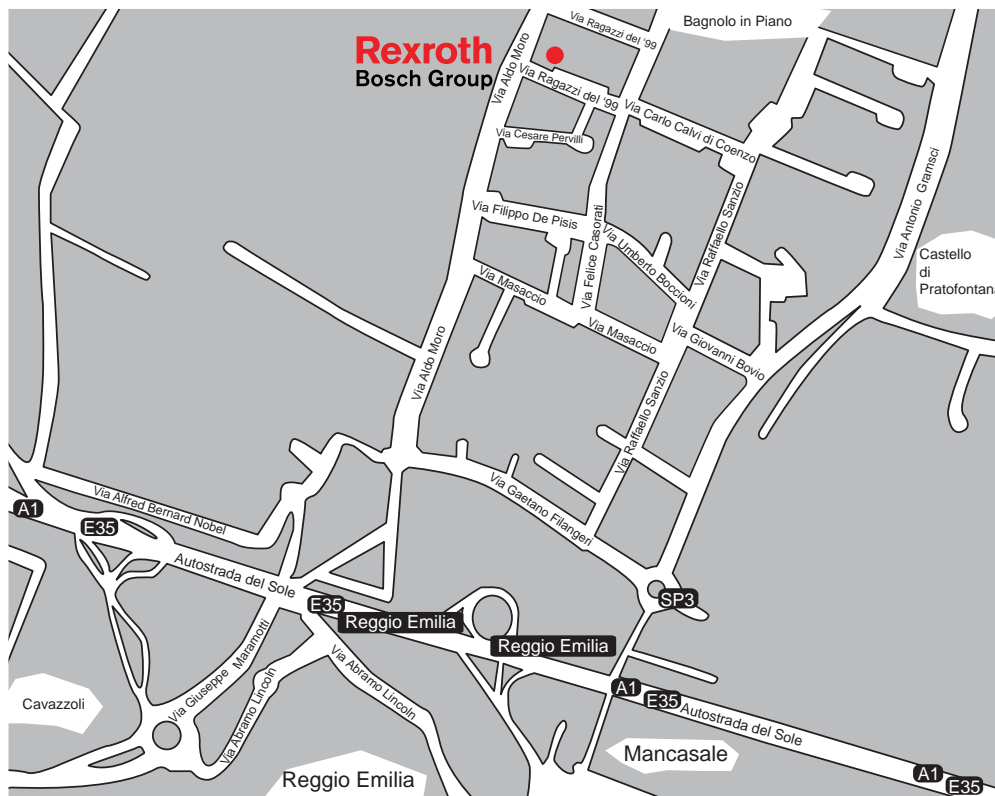 Via Ragazzi del '99
Bagnolo in Piano
Rexroth
Bosch Group
Via Aldo Moro
Via Ragazzi del '99
Via Carlo Calvi di Coenzo
Via Cesare Pervilli
Via Antonio Gramsci
Via Filippo De Pisis
Via Felice Casorati
Via Umberto Boccioni
Via Raffaello Sanzio
Castello
di
Pratofontana
Via Masaccio
Via Masaccio
Via Giovanni Bovio
Via Aldo Moro
Via Raffaello Sanzio
Via Gaetano Filangeri
Via Alfred Bernard Nobel
A1
E35
Autostrada del Sole
E35
Reggio Emilia
SP3
Reggio Emilia
Via Giuseppe Maramotti
Via Abramo Lincoln
Via Abramo Lincoln
A1
E35
Autostrada del Sole
Cavazzoli
Mancasale
Reggio Emilia
A1
E35